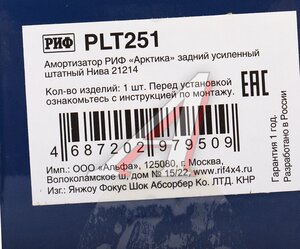 РИФ PLT251
Амортизатор РИФ «Арктика» задний усиленный
штатный Нива 21214
Кол-во изделий: 1 шт. Перед установкой
ознакомьтесь с инструкцией по монтажу.
EAC
4 687202 979509
Имп.: ООО «Альфа», 125080, г. Москва,
Волоколамское ш, дом № 15/22, www.rif4x4.ru
Изг.: Янжоу Фокус Шок Абсорбер Ко. ЛТД. КНР
Гарантия 1 год.
Разработано в России